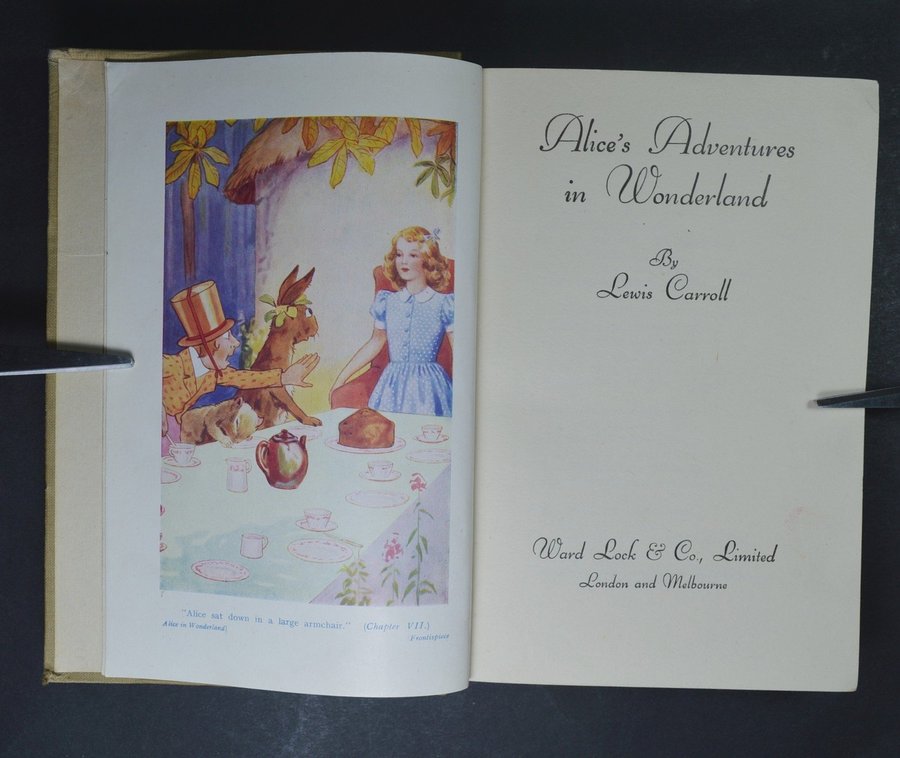 "Alice sat down in a large armchair." (Chapter VII.)
Alice in Wonderland]
Frontispiece
Alice's Adventures
in Wonderland
By
Lewis Carroll
Ward Lock & Co., Limited
London and Melbourne